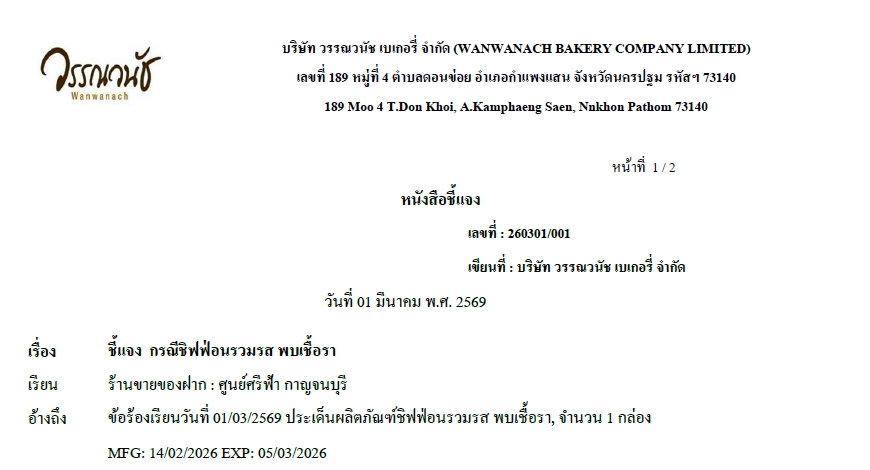 วรรณวนัช
Wanwanach
บริษัท วรรณวนัช เบเกอรี่ จำกัด (WANWANACH BAKERY COMPANY LIMITED)
เลขที่ 189 หมู่ที่ 4 ตำบลดอนข่อย อำเภอกำแพงแสน จังหวัดนครปฐม รหัสฯ 73140
189 Moo 4 T.Don Khoi, A.Kamphaeng Saen, Nnkhon Pathom 73140
หน้าที่ 1 / 2
หนังสือชี้แจง
เลขที่ : 260301/001
เขียนที่ : บริษัท วรรณวนัช เบเกอรี่ จำกัด
วันที่ 01 มีนาคม พ.ศ. 2569
เรื่อง ชี้แจง กรณีชิฟฟ่อนรวมรส พบเชื้อรา
เรียน ร้านขายของฝาก : ศูนย์ศรีฟ้า กาญจนบุรี
อ้างถึง ข้อร้องเรียนวันที่ 01/03/2569 ประเด็นผลิตภัณฑ์ชิฟฟ่อนรวมรส พบเชื้อรา, จำนวน 1 กล่อง
MFG: 14/02/2026 EXP: 05/03/2026